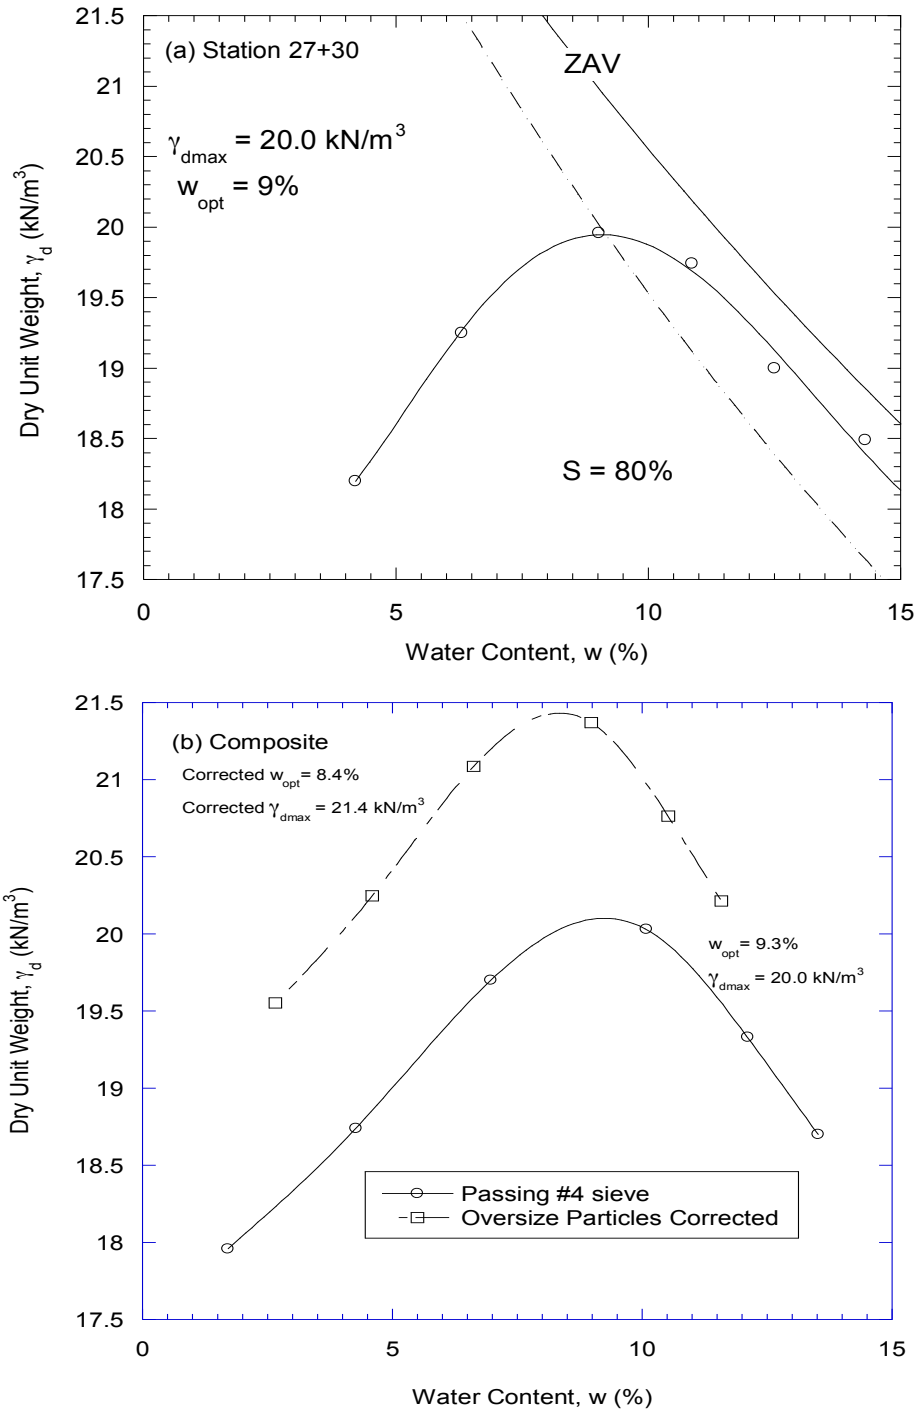 21.5
21
20.5
20
19.5
19
18.5
18
17.5
Dry Unit Weight, γd (kN/m³)
(a) Station 27+30
γdmax = 20.0 kN/m³
wopt = 9%
ZAV
S = 80%
0 5 10 15
Water Content, w (%)
21.5
21
20.5
20
19.5
19
18.5
18
17.5
Dry Unit Weight, γd (kN/m³)
(b) Composite
Corrected wopt= 8.4%
Corrected γdmax = 21.4 kN/m³
wopt= 9.3%
γdmax = 20.0 kN/m³
Passing #4 sieve
Oversize Particles Corrected
0 5 10 15
Water Content, w (%)